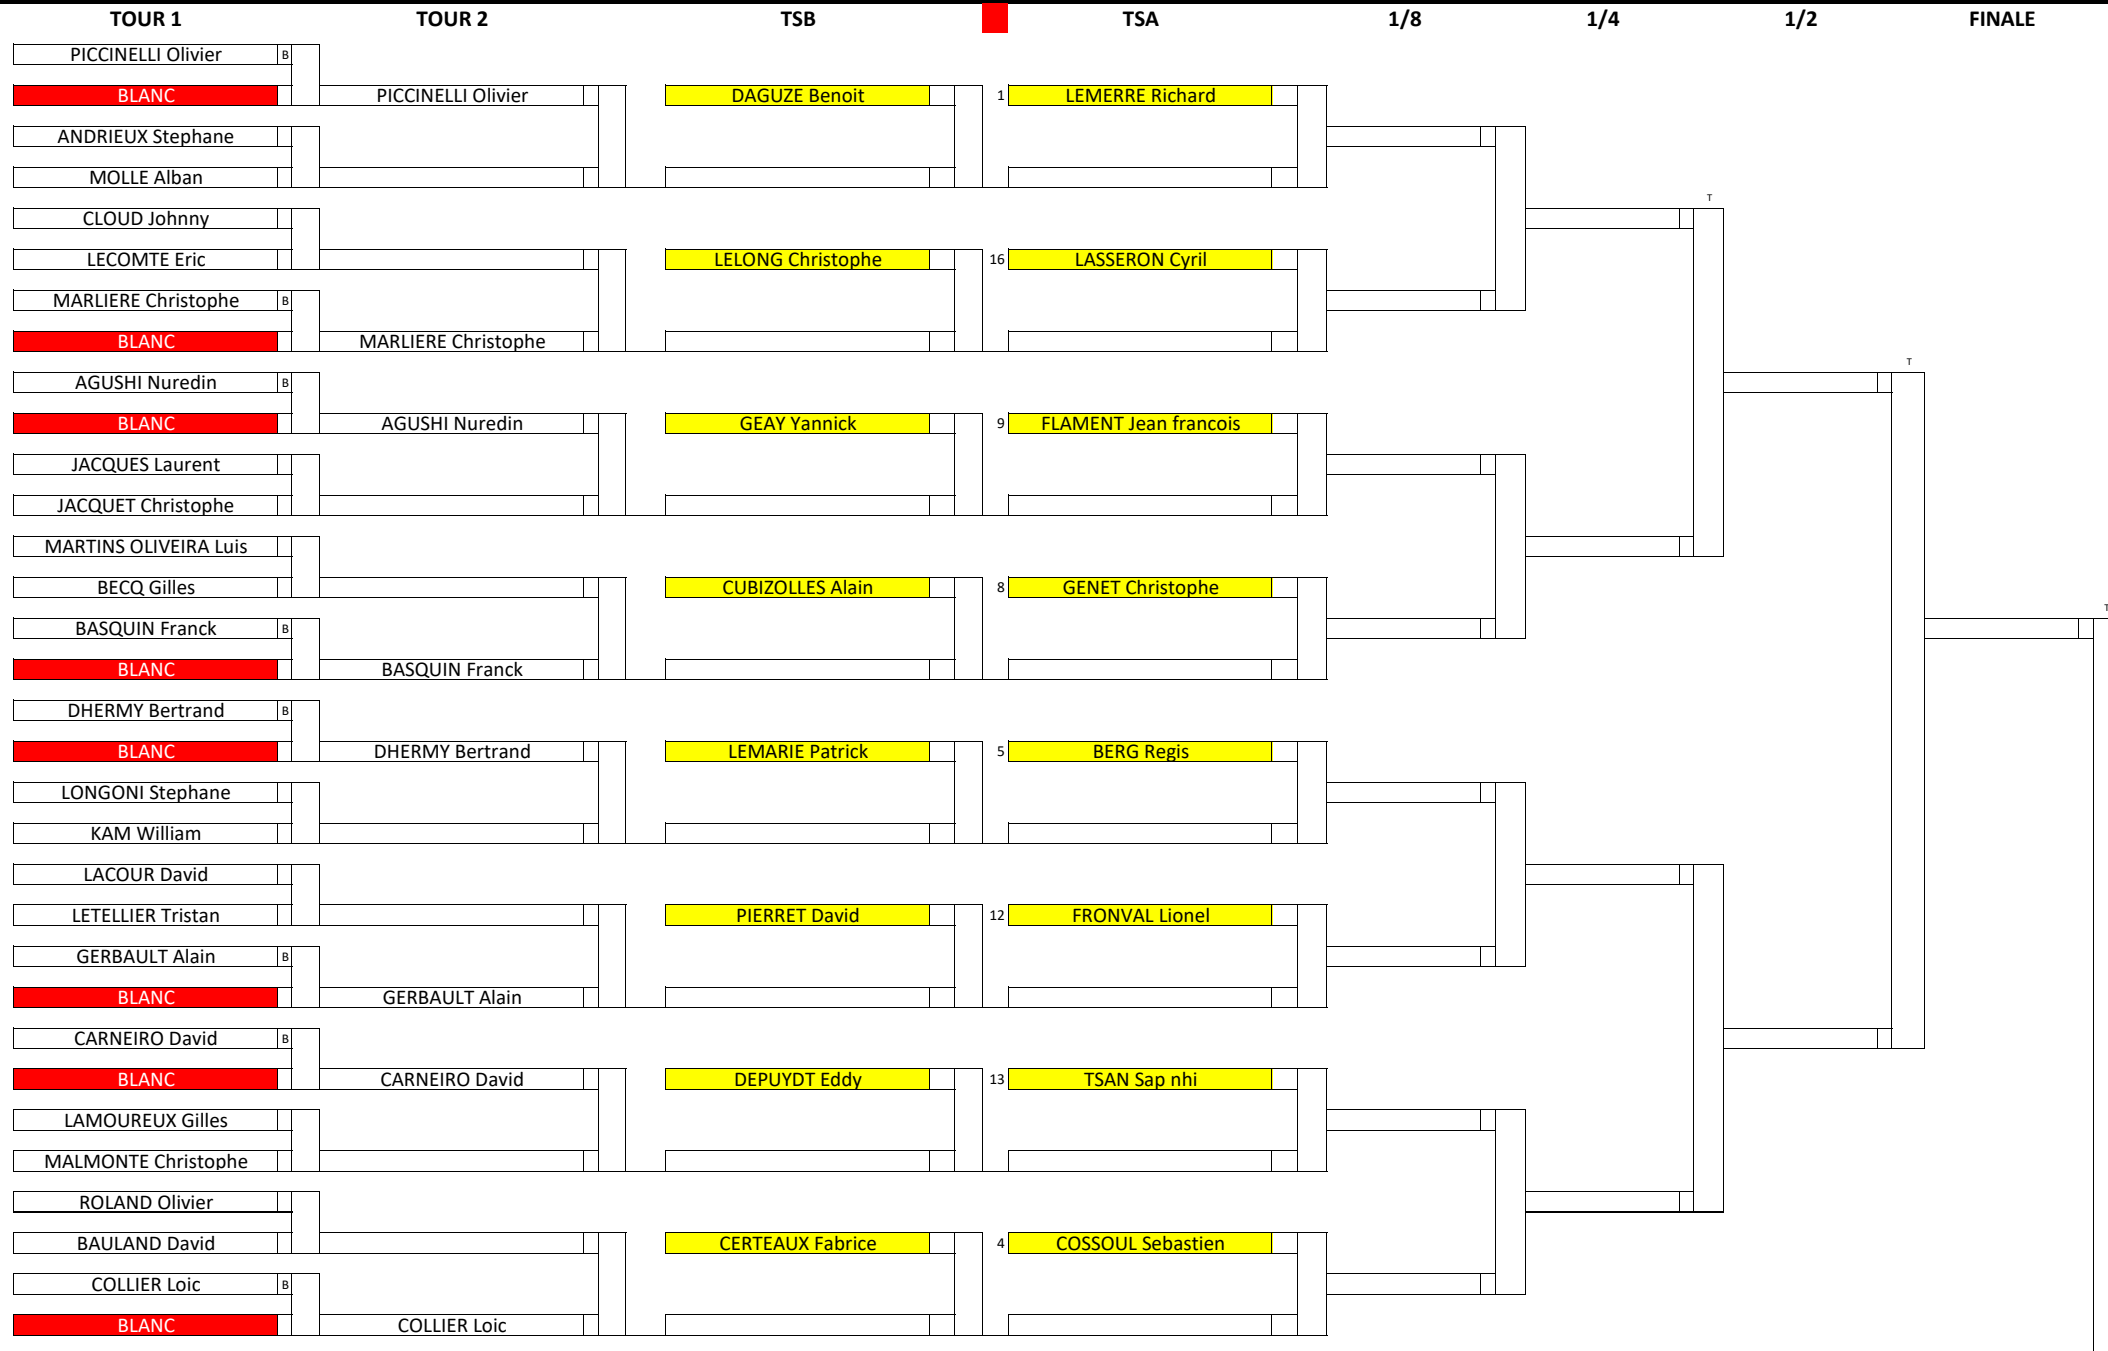 TOUR 1 TOUR 2 TSB TSA 1/8 1/4 1/2 FINALE
PICCINELLI Olivier B
BLANC PICCINELLI Olivier DAGUZE Benoit 1 LEMERRE Richard
ANDRIEUX Stephane
MOLLE Alban
T
CLOUD Johnny
LECOMTE Eric LELONG Christophe 16 LASSERON Cyril
MARLIERE Christophe B
BLANC MARLIERE Christophe
T
AGUSHI Nuredin B
BLANC AGUSHI Nuredin GEAY Yannick 9 FLAMENT Jean francois
JACQUES Laurent
JACQUET Christophe
MARTINS OLIVEIRA Luis
BECQ Gilles CUBIZOLLES Alain 8 GENET Christophe
T
BASQUIN Franck B
BLANC BASQUIN Franck
DHERMY Bertrand B
BLANC DHERMY Bertrand LEMARIE Patrick 5 BERG Regis
LONGONI Stephane
KAM William
LACOUR David
LETELLIER Tristan PIERRET David 12 FRONVAL Lionel
GERBAULT Alain B
BLANC GERBAULT Alain
CARNEIRO David B
BLANC CARNEIRO David DEPUYDT Eddy 13 TSAN Sap nhi
LAMOUREUX Gilles
MALMONTE Christophe
ROLAND Olivier
BAULAND David CERTEAUX Fabrice 4 COSSOUL Sebastien
COLLIER Loic B
BLANC COLLIER Loic